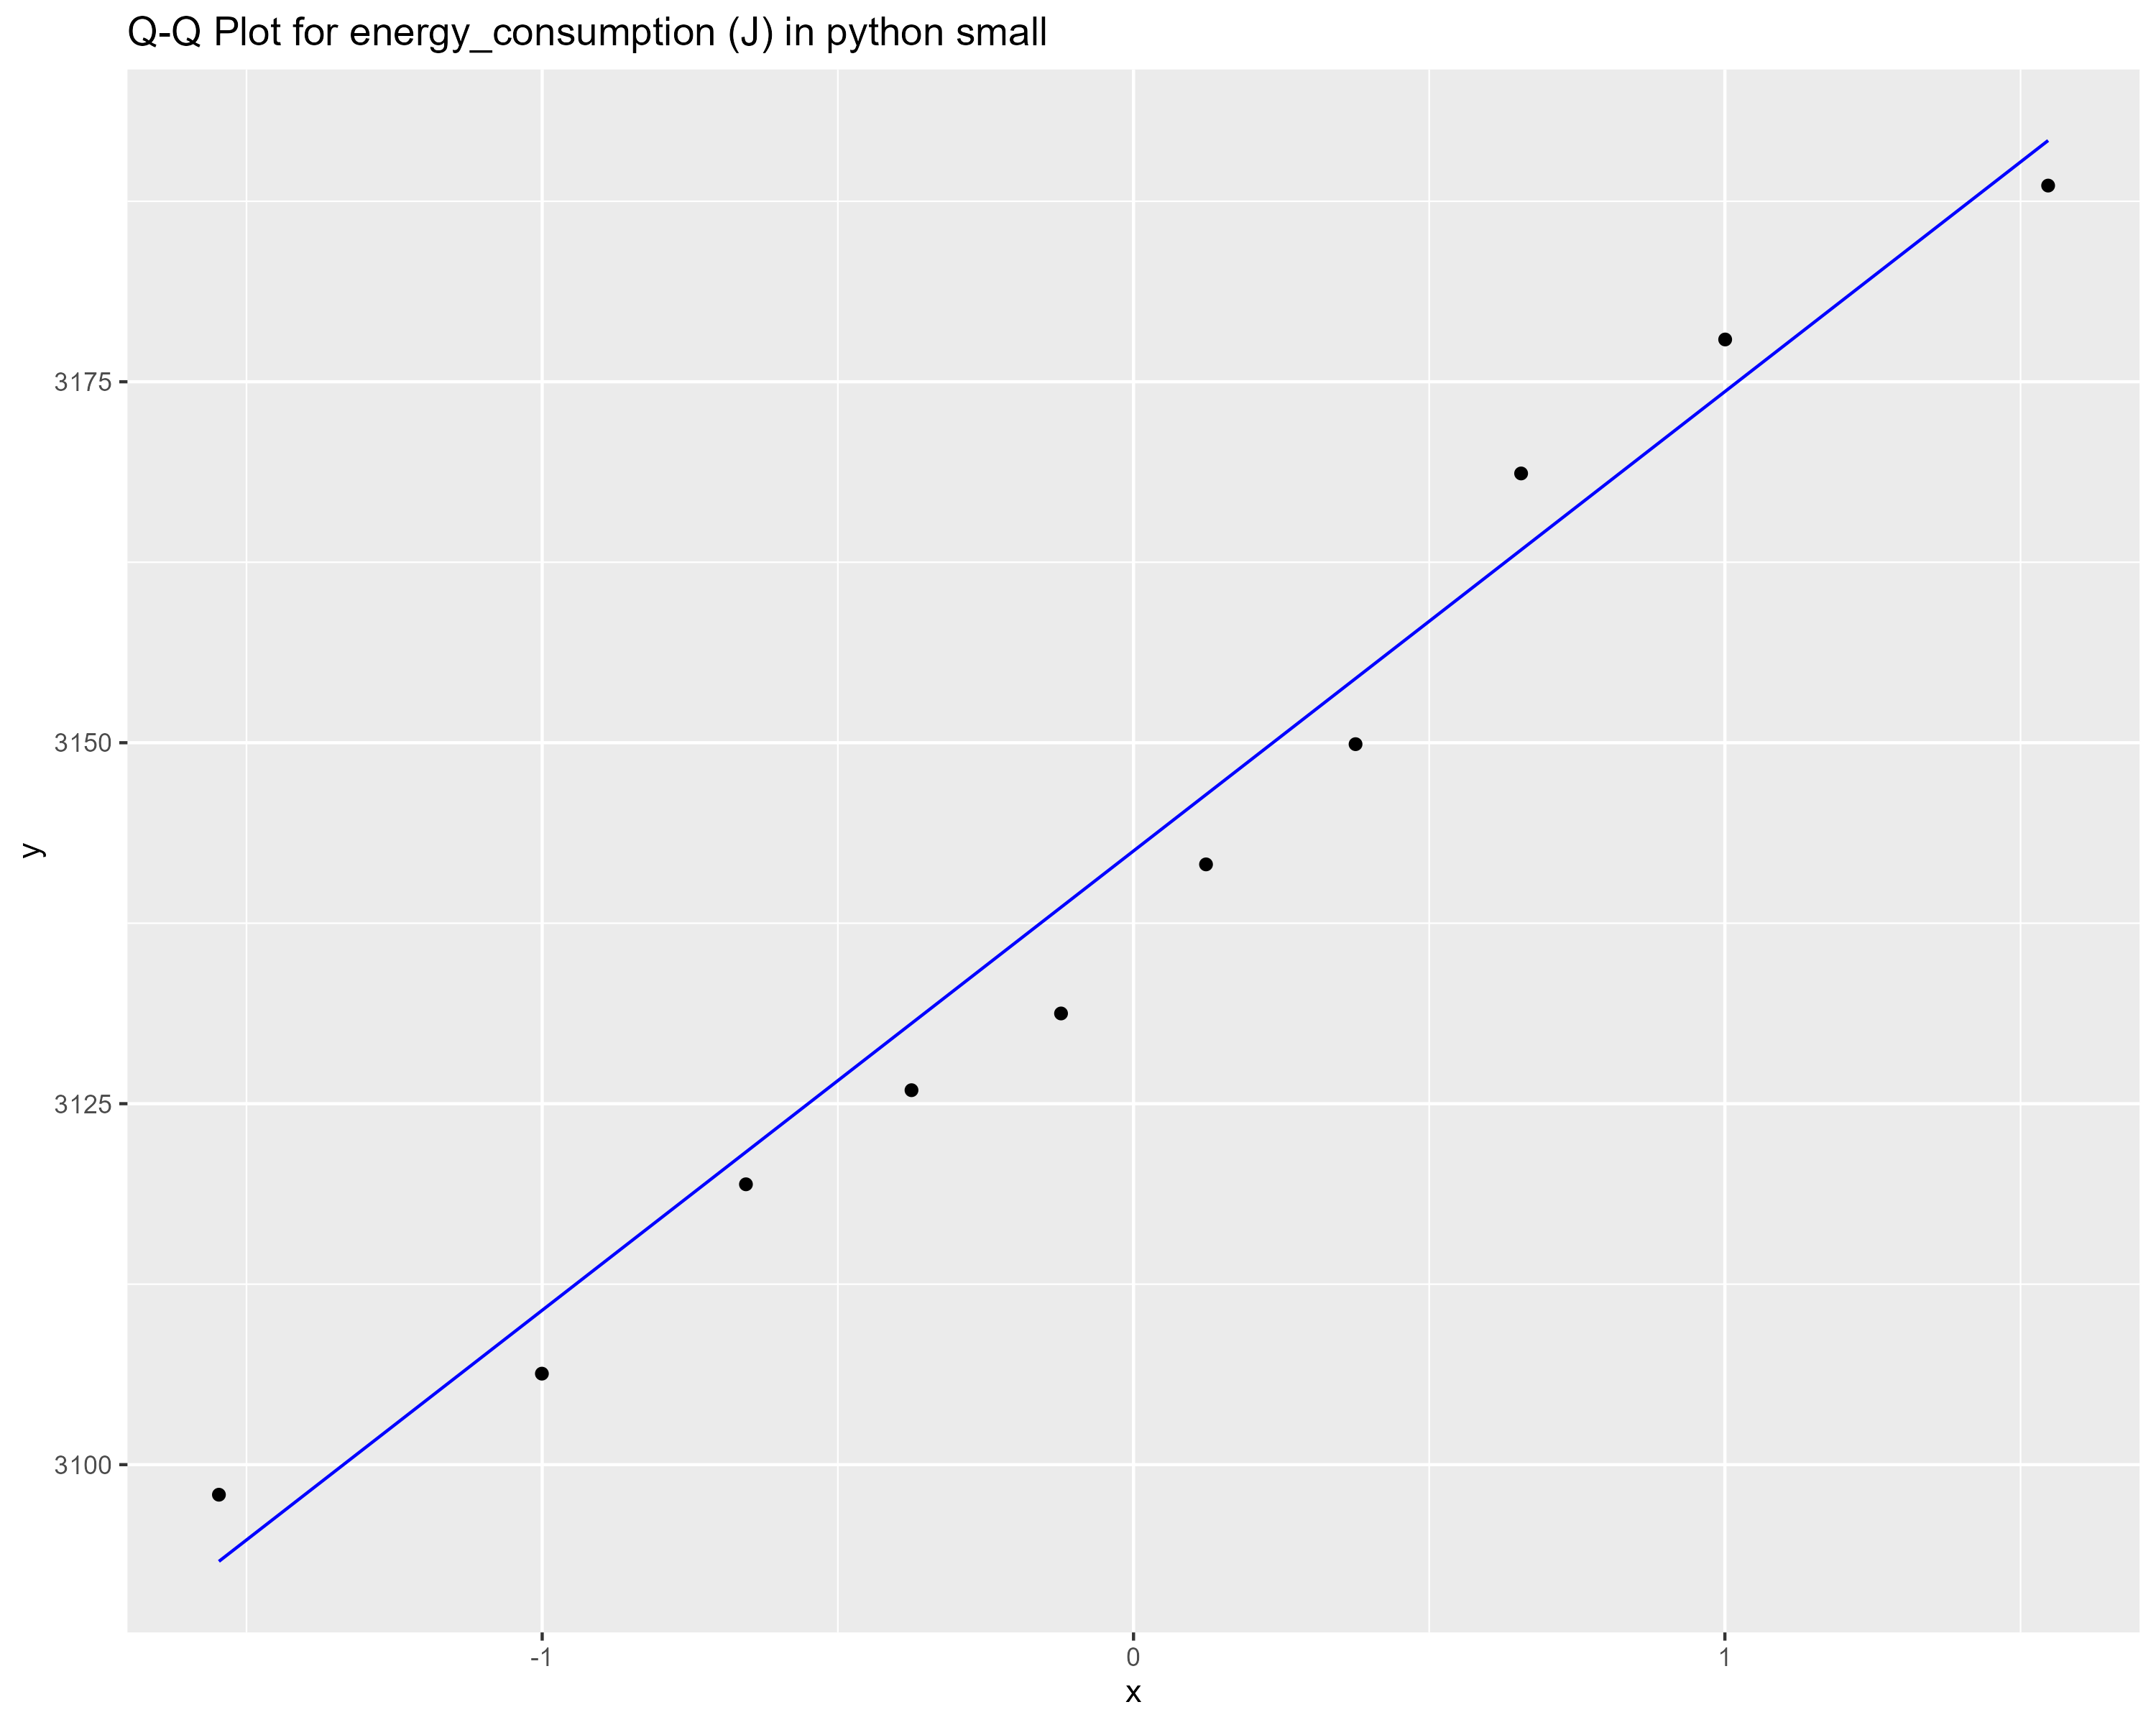 Q-Q Plot for energy_consumption (J) in python small
3175
3150
3125
3100
y
-1
0
1
x